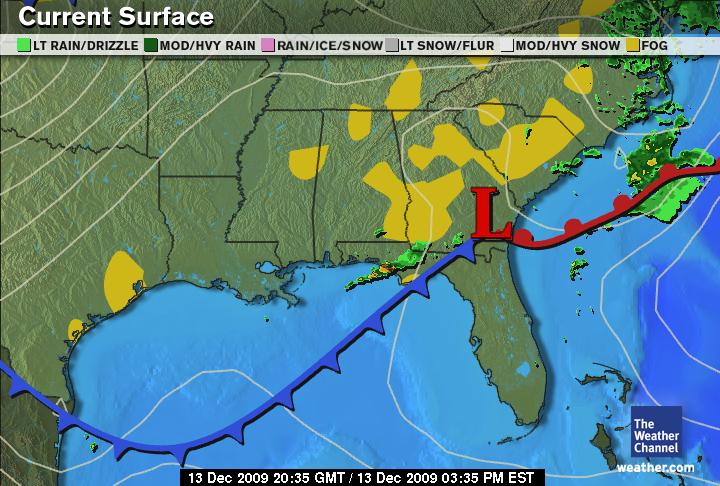 Current Surface
LT RAIN/DRIZZLE MOD/HVY RAIN RAIN/ICE/SNOW LT SNOW/FLUR MOD/HVY SNOW FOG
L
The
Weather
Channel
weather.com
13 Dec 2009 20:35 GMT / 13 Dec 2009 03:35 PM EST